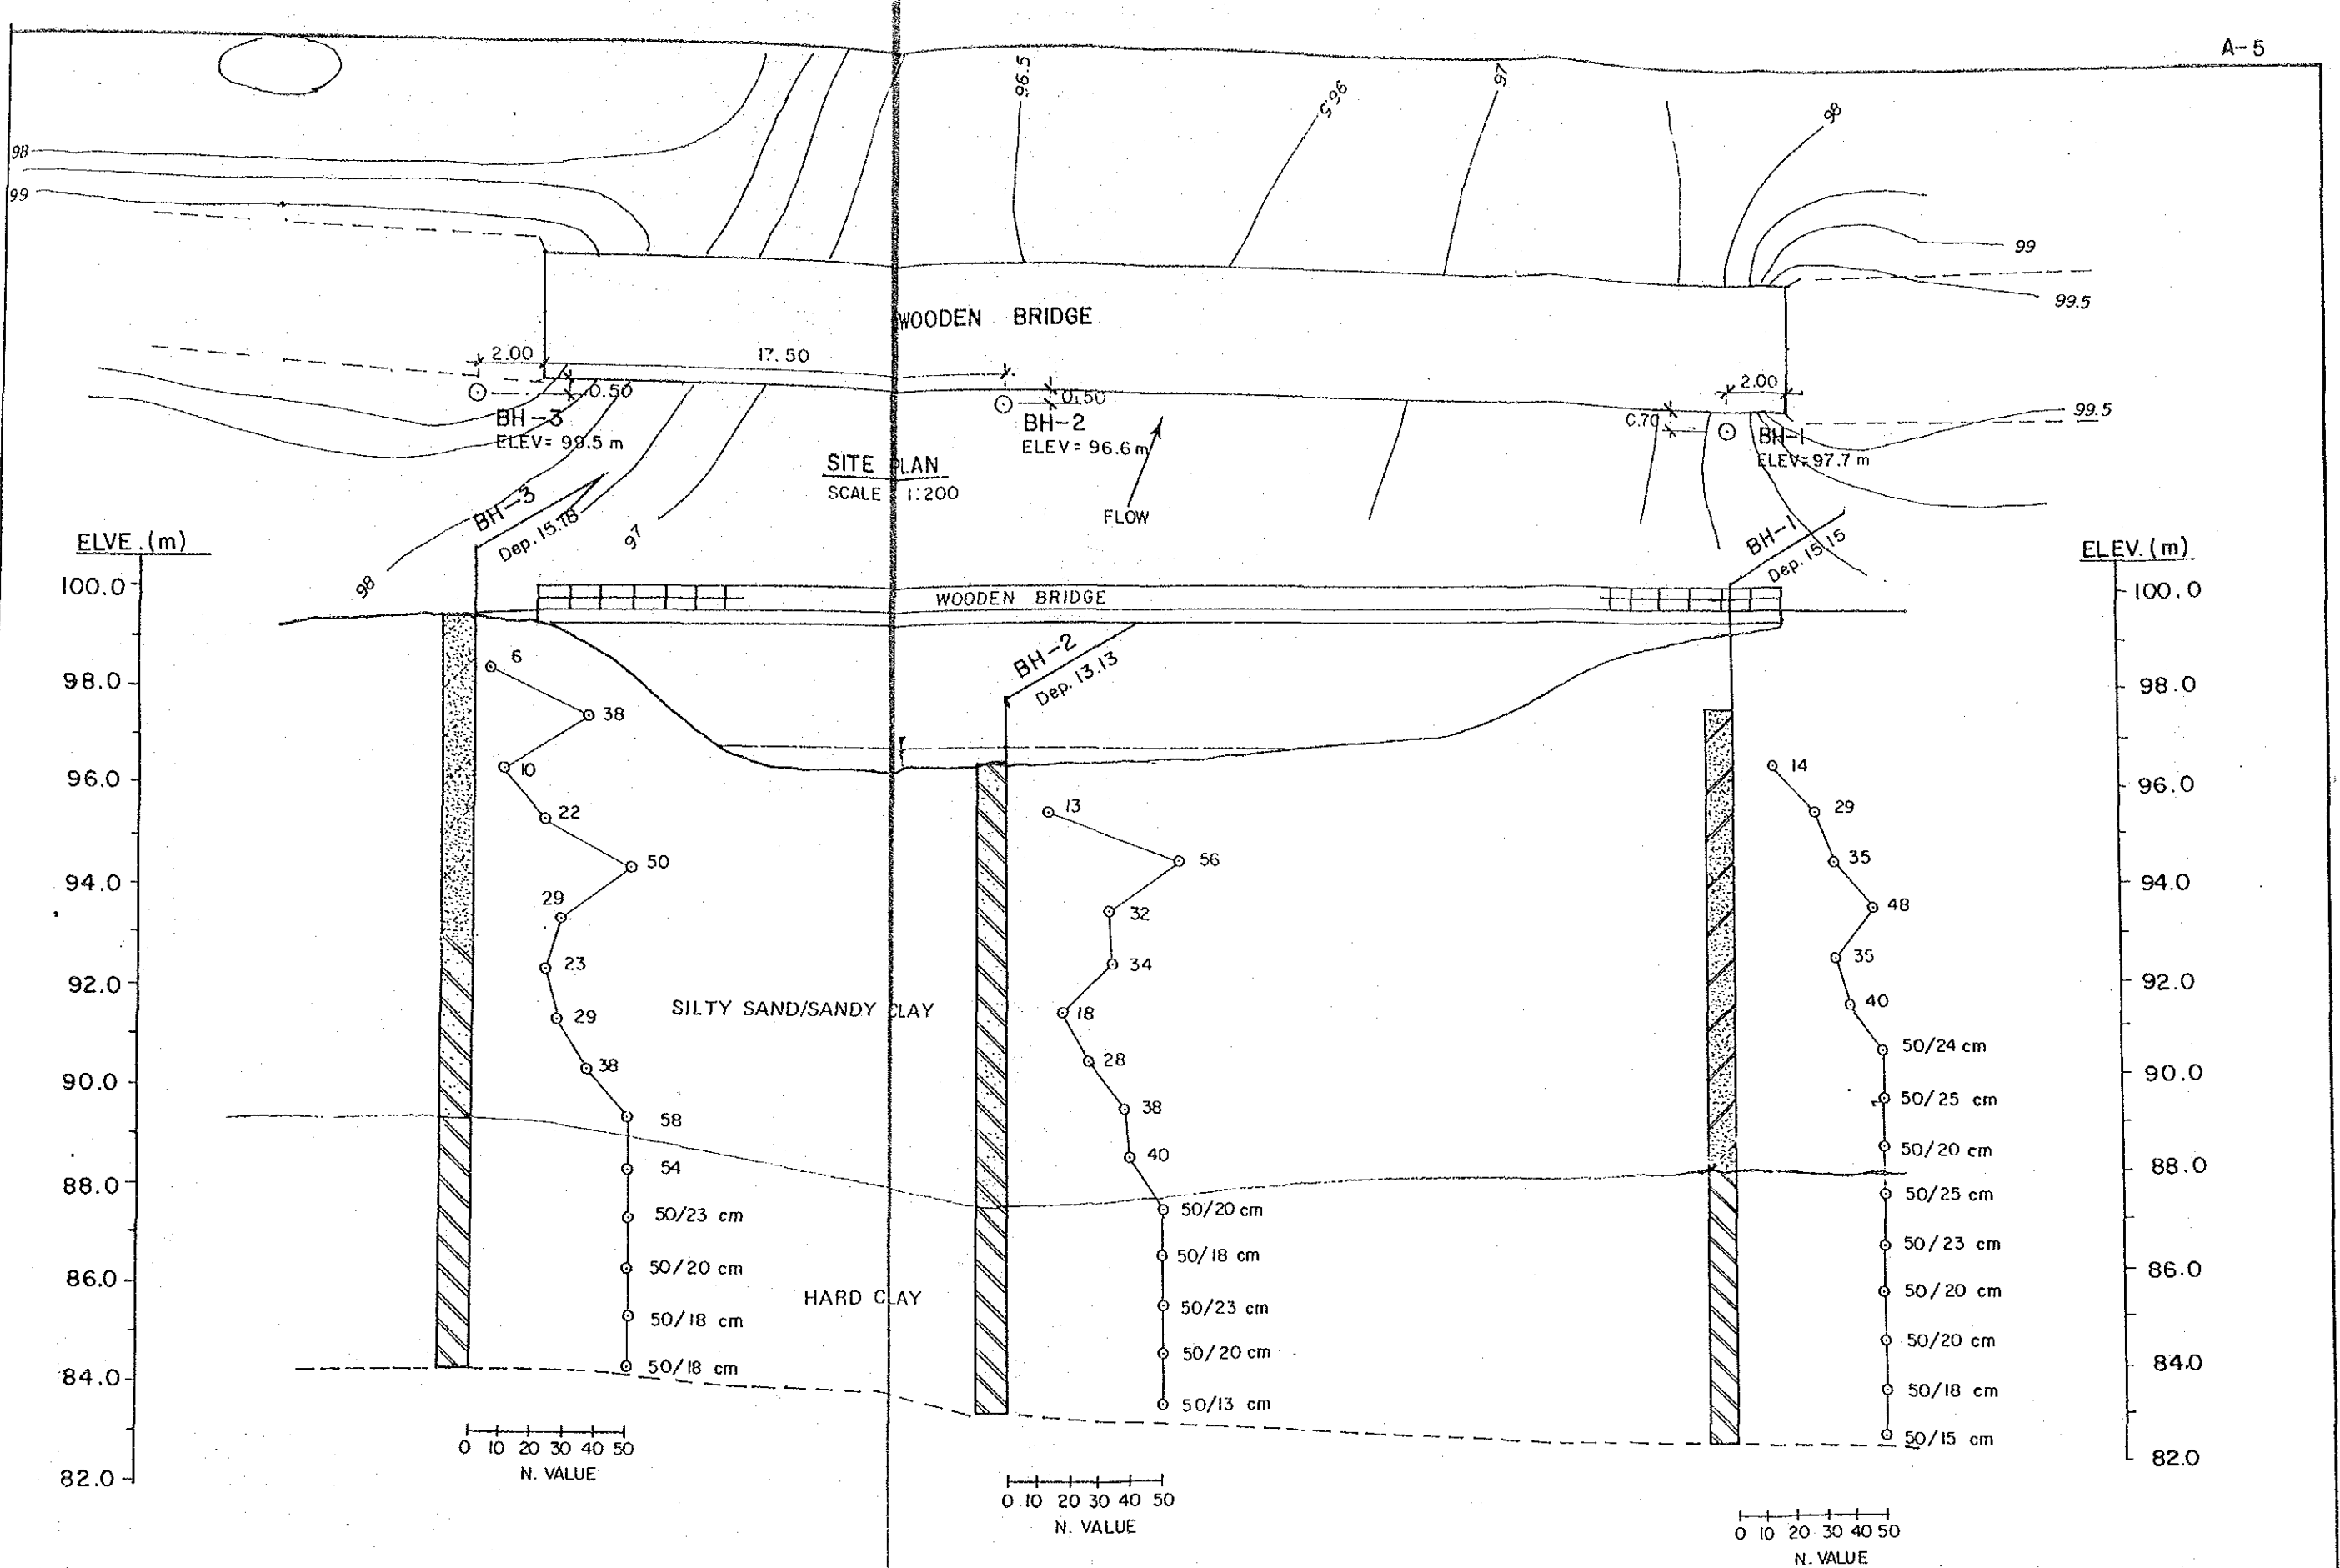 A-5
96.5
96.5
97
98
98
99
99
99.5
WOODEN BRIDGE
2.00
17.50
0.50
0.50
2.00
0.70
99.5
BH-3
ELEV= 99.5 m
BH-2
ELEV= 96.6 m
BH-1
ELEV=97.7 m
SITE PLAN
SCALE 1:200
FLOW
98
97
BH-3
Dep. 15.18
BH-1
Dep. 15.15
ELVE.(m)
ELEV.(m)
100.0
98.0
96.0
94.0
92.0
90.0
88.0
86.0
84.0
82.0
WOODEN BRIDGE
BH-2
Dep. 13.13
6
38
10
22
50
29
23
29
38
58
54
50/23 cm
50/20 cm
50/18 cm
50/18 cm
0 10 20 30 40 50
N. VALUE
SILTY SAND/SANDY CLAY
HARD CLAY
13
56
32
34
18
28
38
40
50/20 cm
50/18 cm
50/23 cm
50/20 cm
50/13 cm
0 10 20 30 40 50
N. VALUE
14
29
35
48
35
40
50/24 cm
50/25 cm
50/20 cm
50/25 cm
50/23 cm
50/20 cm
50/20 cm
50/18 cm
50/15 cm
0 10 20 30 40 50
N. VALUE
100.0
98.0
96.0
94.0
92.0
90.0
88.0
86.0
84.0
82.0